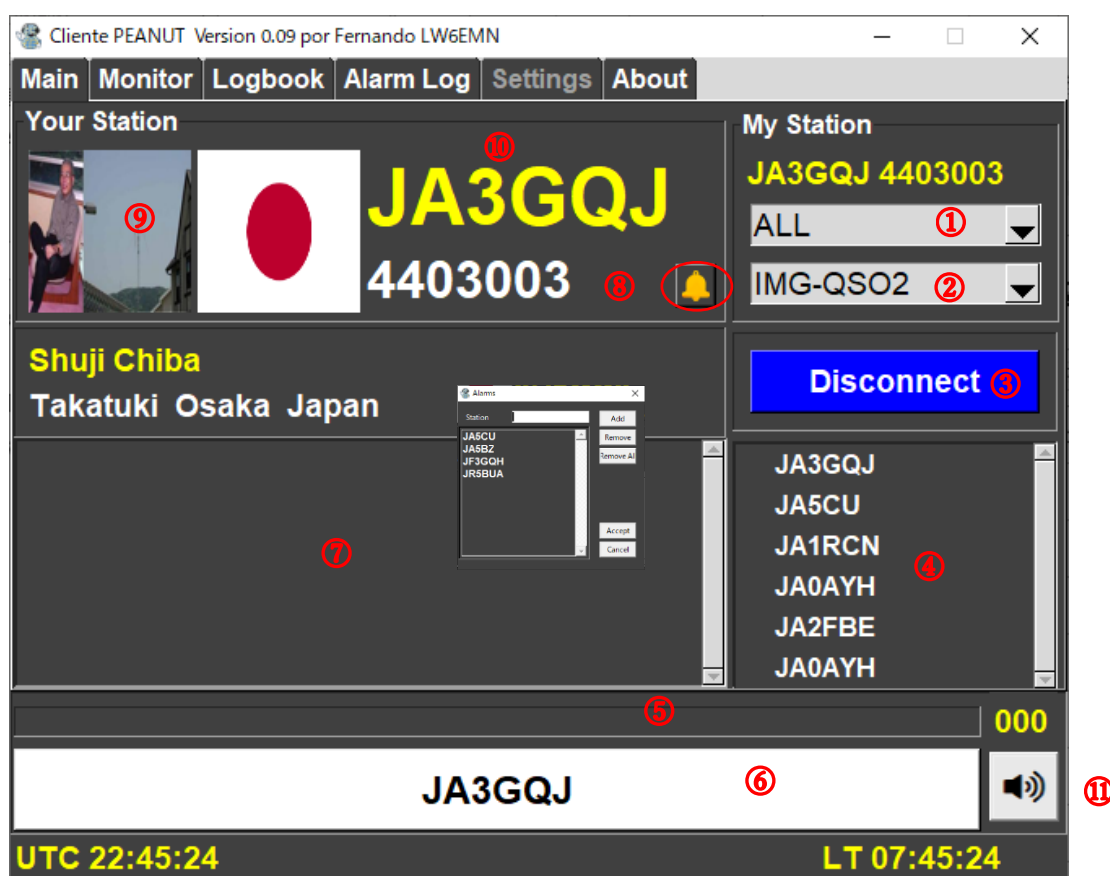 Cliente PEANUT Version 0.09 por Fernando LW6EMN
Main Monitor Logbook Alarm Log Settings About
Your Station
⑩
JA3GQJ
⑨
4403003
⑧
My Station
JA3GQJ 4403003
ALL ①
IMG-QSO2 ②
Shuji Chiba
Takatuki Osaka Japan
Disconnect ③
Alarms
Station
Add
JA5CU
JA5BZ
JF3GQH
JR5BUA
Remove
Remove Al
Accept
Cancel
⑦
JA3GQJ
JA5CU
JA1RCN
JA0AYH
④
JA2FBE
JA0AYH
⑤
000
JA3GQJ ⑥
⑪
UTC 22:45:24
LT 07:45:24